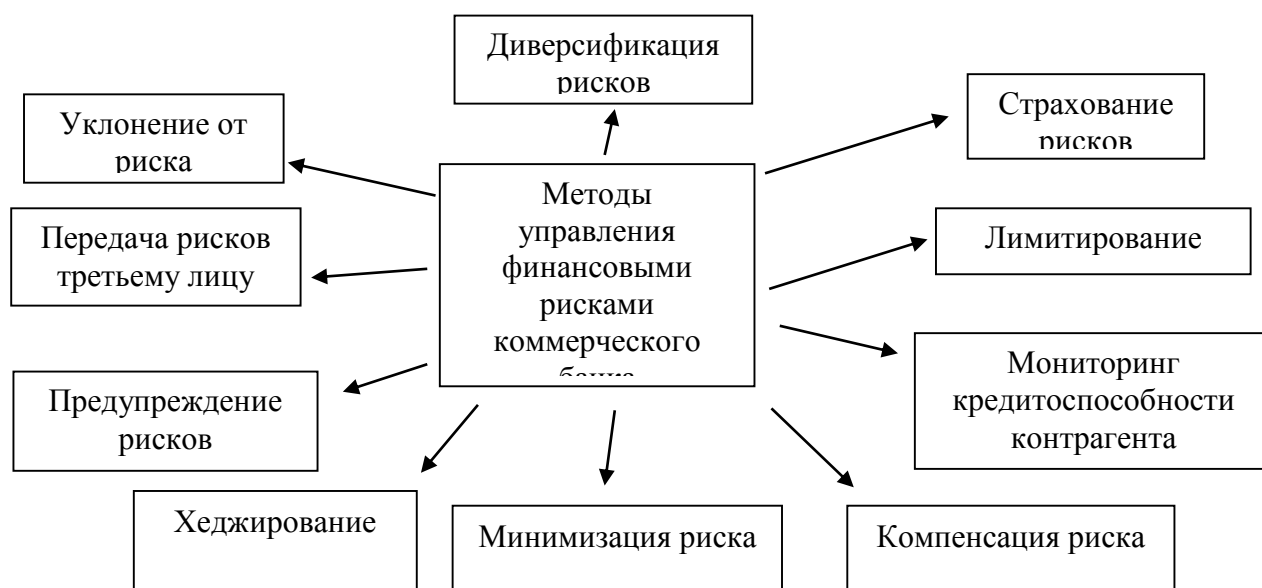 Диверсификация
рисков
Страхование
рисков
Уклонение от
риска
Методы
управления
финансовыми
рисками
коммерческого
банка
Передача рисков
третьему лицу
Лимитирование
Мониторинг
кредитоспособности
контрагента
Предупреждение
рисков
Хеджирование
Минимизация риска
Компенсация риска